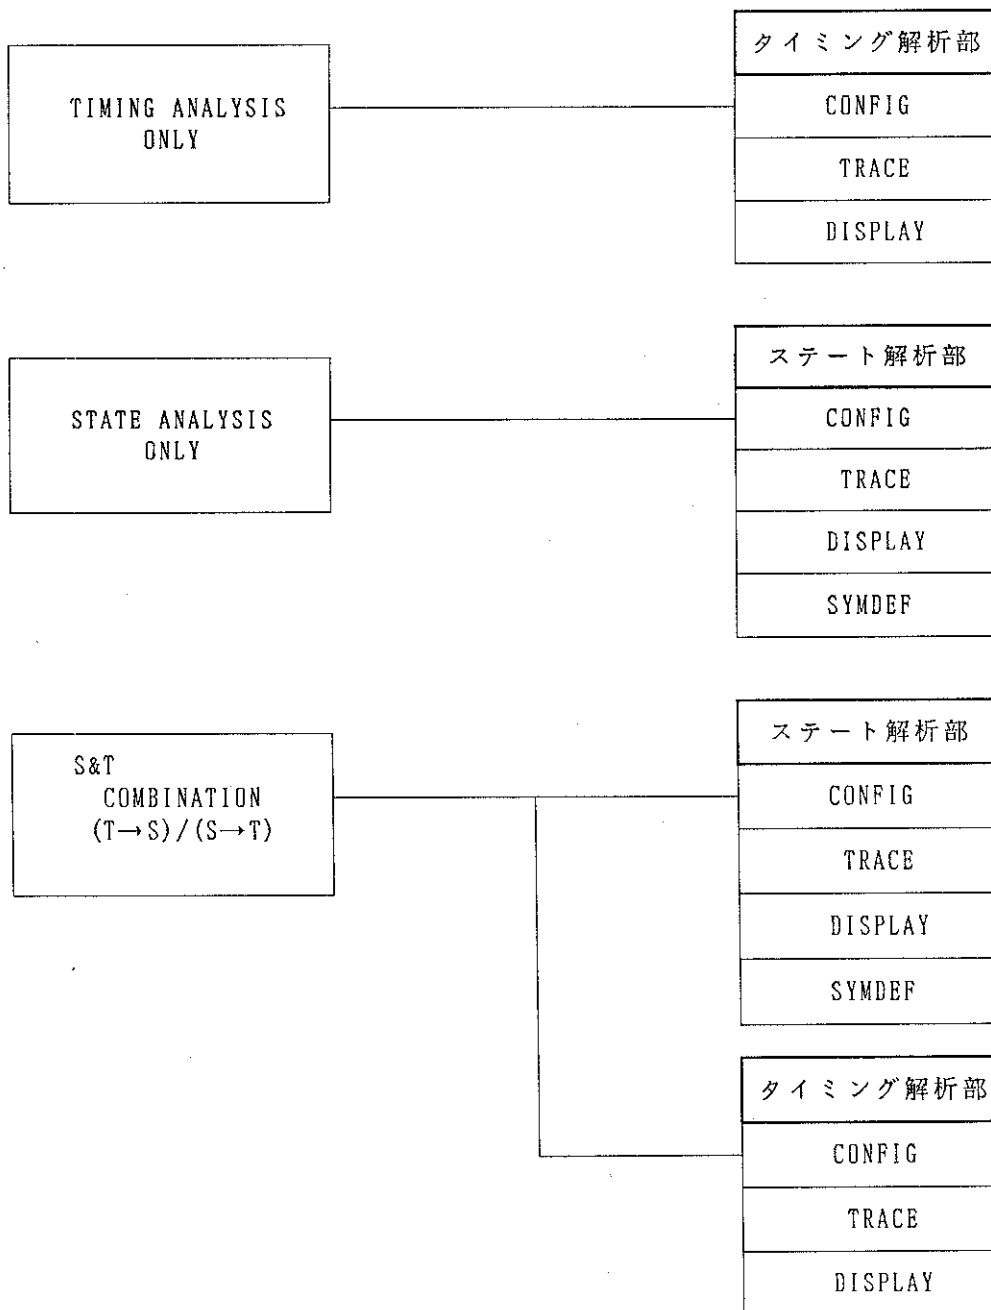 TIMING ANALYSIS
ONLY
タイミング解析部
CONFIG
TRACE
DISPLAY
STATE ANALYSIS
ONLY
ステート解析部
CONFIG
TRACE
DISPLAY
SYMDEF
S&T
COMBINATION
(T→S)/(S→T)
ステート解析部
CONFIG
TRACE
DISPLAY
SYMDEF
タイミング解析部
CONFIG
TRACE
DISPLAY